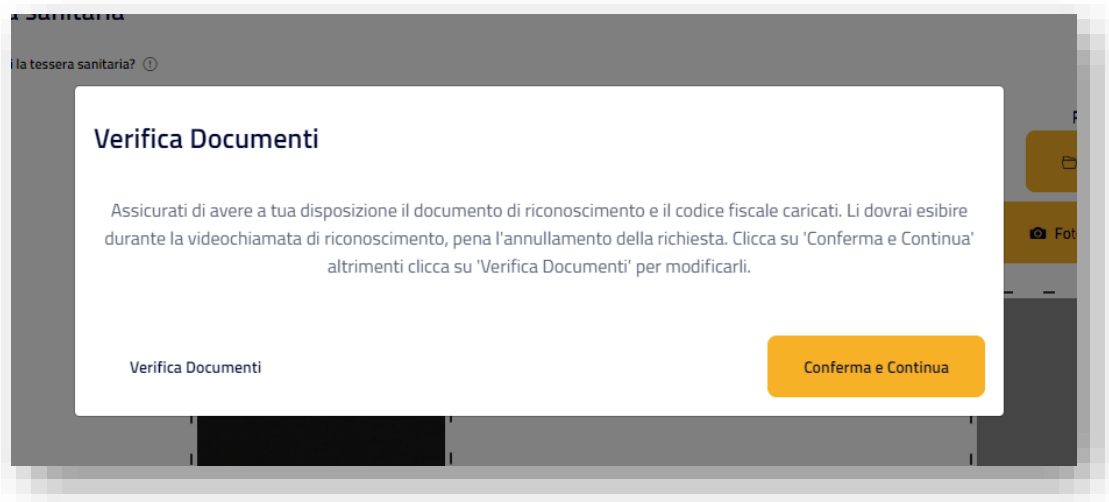 sanitaria
i la tessera sanitaria?
Verifica Documenti
Assicurati di avere a tua disposizione il documento di riconoscimento e il codice fiscale caricati. Li dovrai esibire
durante la videochiamata di riconoscimento, pena l'annullamento della richiesta. Clicca su 'Conferma e Continua'
altrimenti clicca su 'Verifica Documenti' per modificarli.
Fot
Verifica Documenti
Conferma e Continua